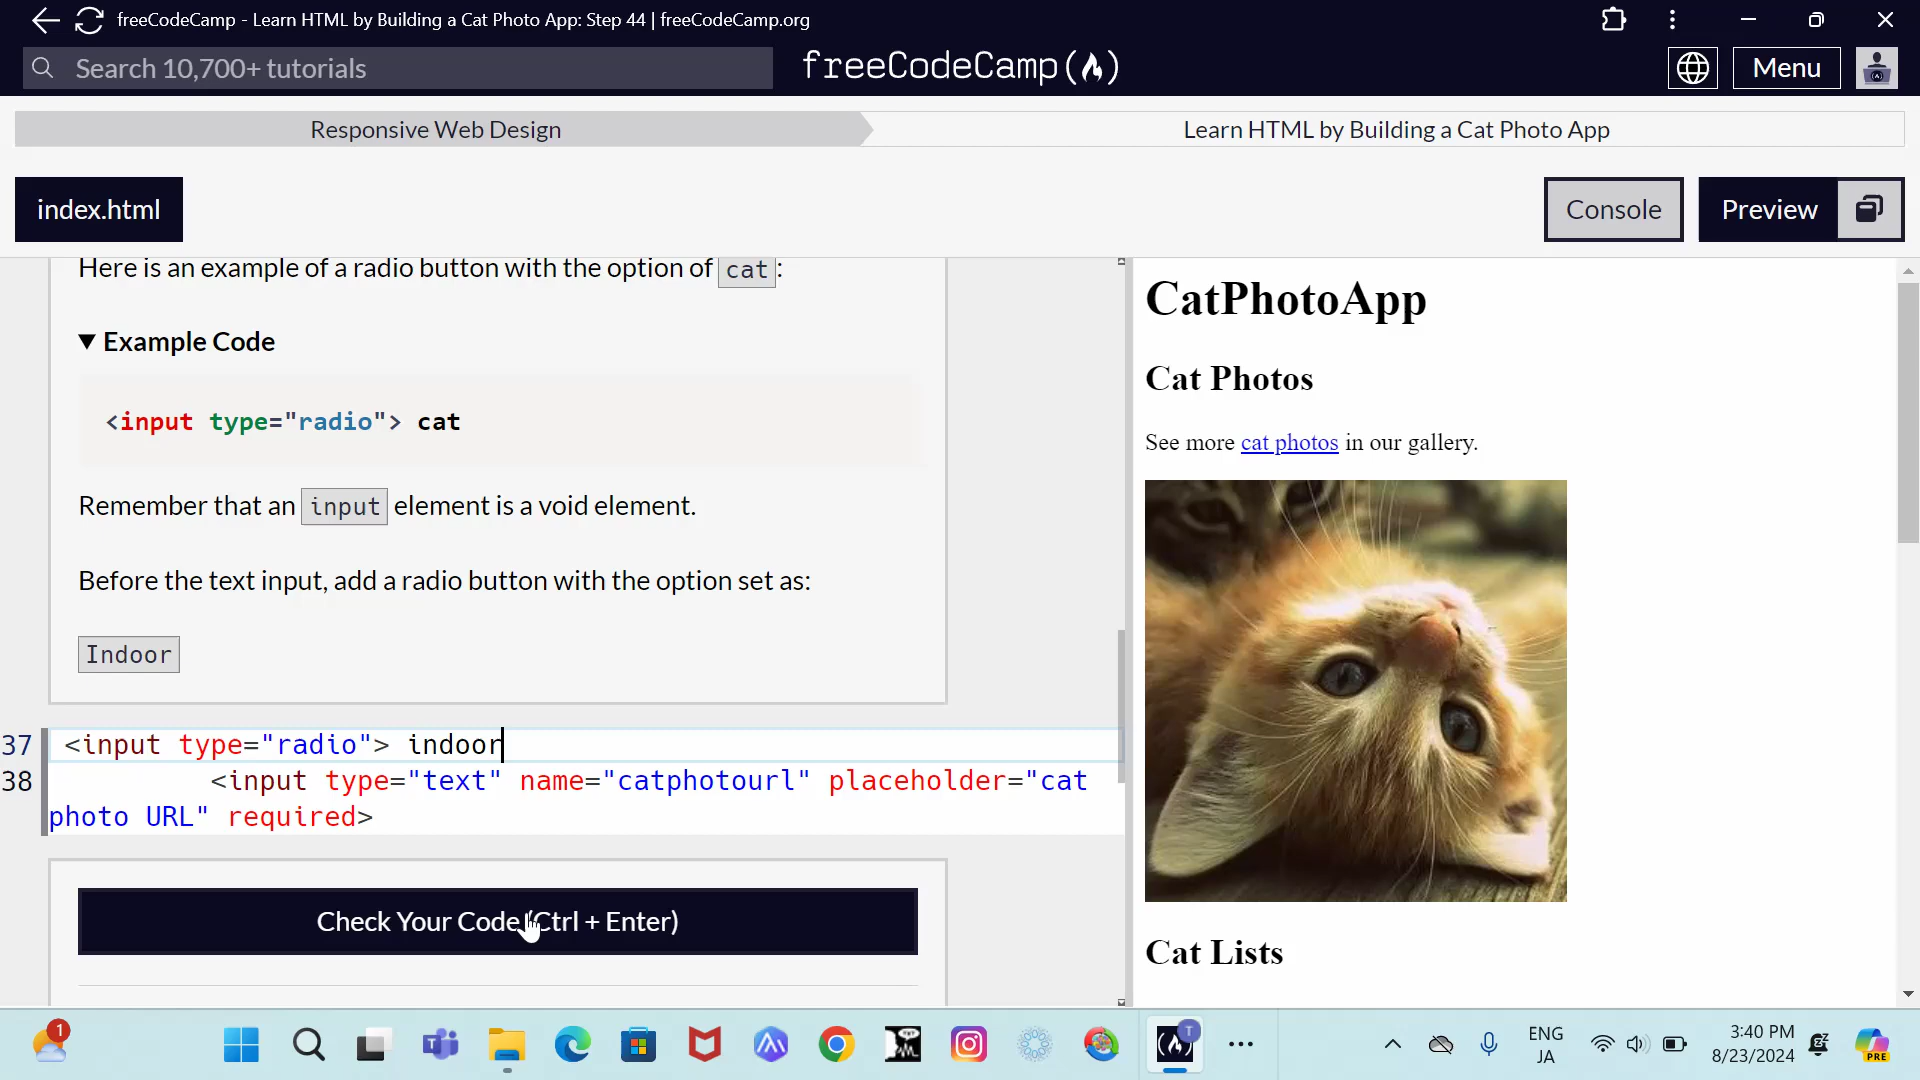 freeCodeCamp - Learn HTML by Building a Cat Photo App: Step 44 | freeCodeCamp.org
Search 10,700+ tutorials
freeCodeCamp
Menu
Responsive Web Design
Learn HTML by Building a Cat Photo App
index.html
Console
Preview
Here is an example of a radio button with the option of cat:
Example Code
<input type="radio"> cat
Remember that an input element is a void element.
Before the text input, add a radio button with the option set as:
Indoor
37 <input type="radio"> indoor
38 <input type="text" name="catphotourl" placeholder="cat
photo URL" required>
Check Your Code (Ctrl + Enter)
CatPhotoApp
Cat Photos
See more cat photos in our gallery.
Cat Lists
1
T
ENG
JA
3:40 PM
8/23/2024
PRE